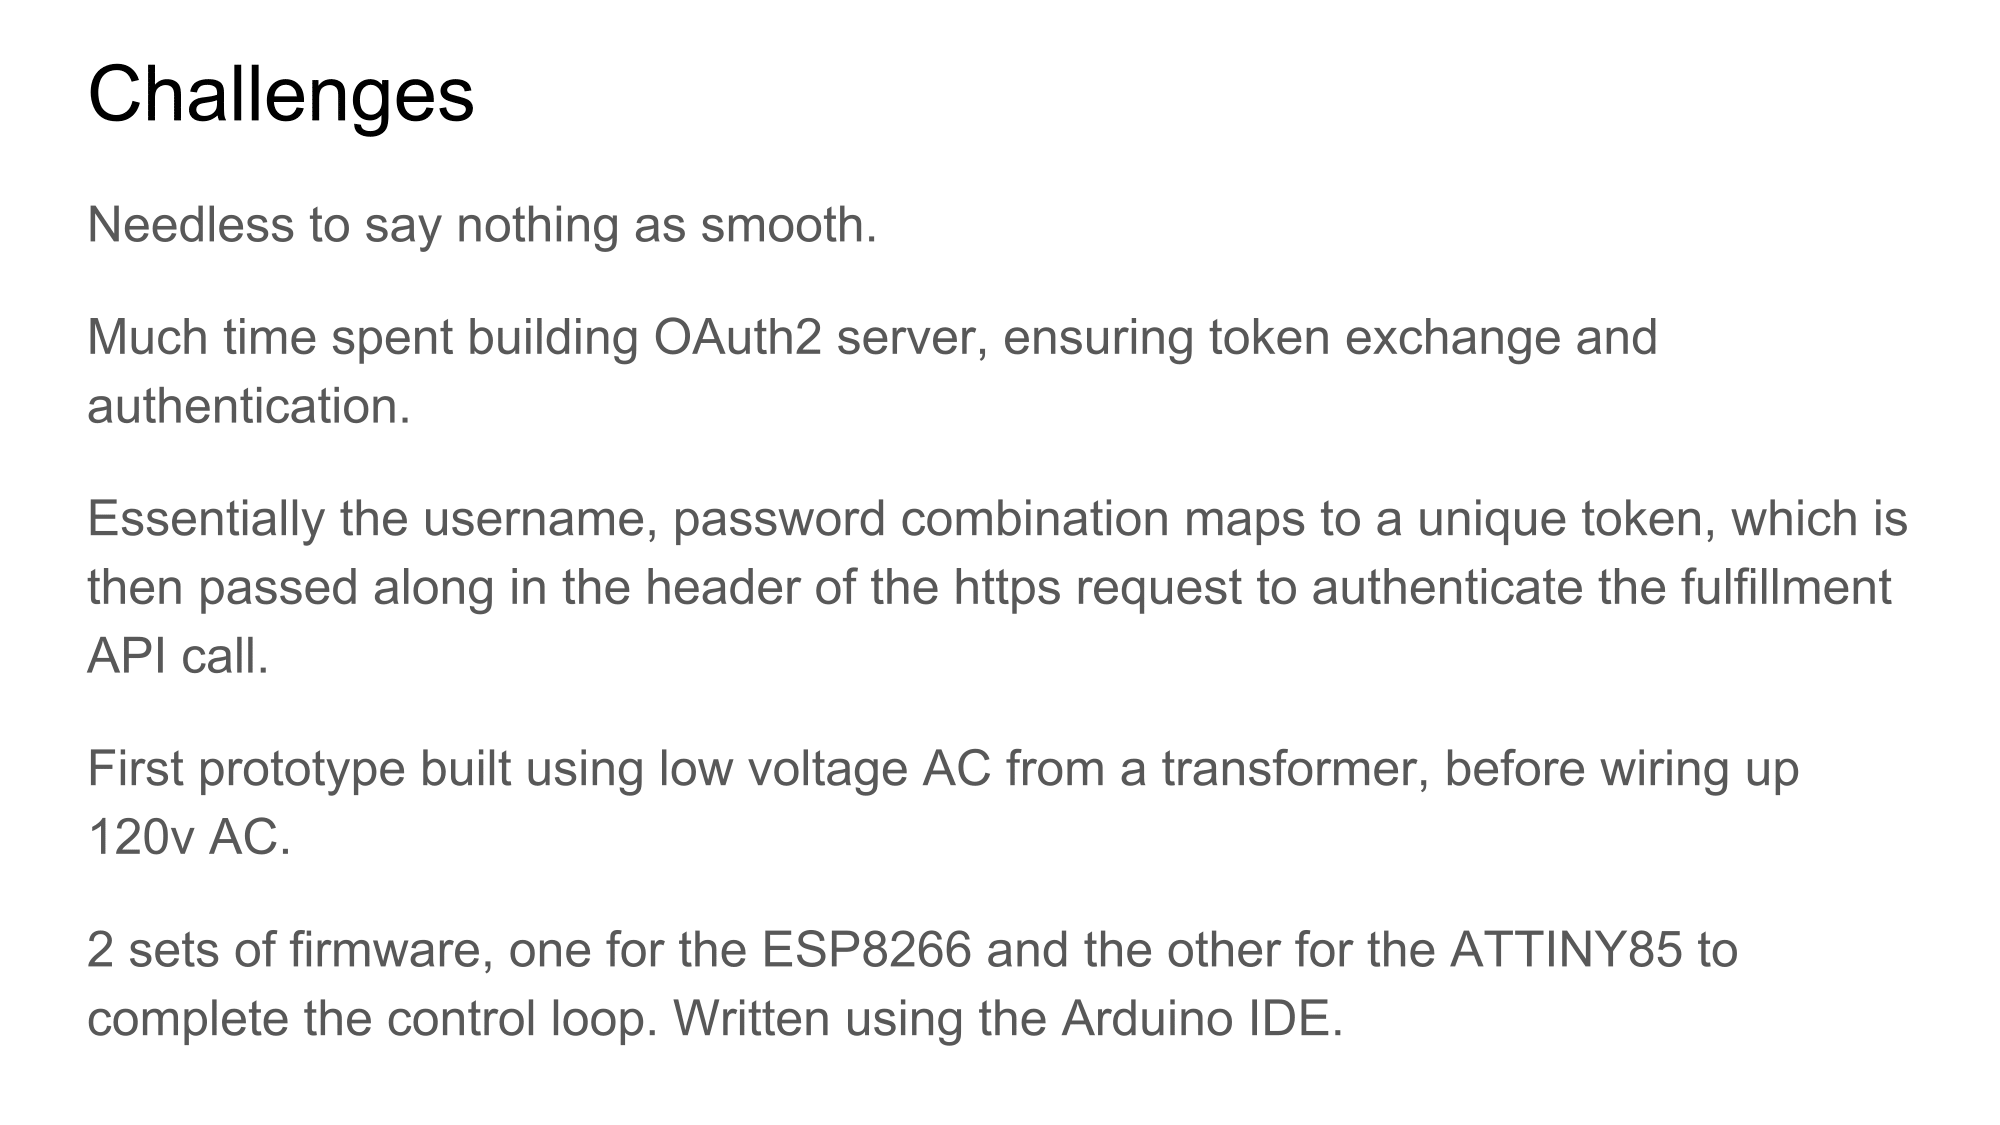 Challenges
Needless to say nothing as smooth.
Much time spent building OAuth2 server, ensuring token exchange and
authentication.
Essentially the username, password combination maps to a unique token, which is
then passed along in the header of the https request to authenticate the fulfillment
API call.
First prototype built using low voltage AC from a transformer, before wiring up
120v AC.
2 sets of firmware, one for the ESP8266 and the other for the ATTINY85 to
complete the control loop. Written using the Arduino IDE.